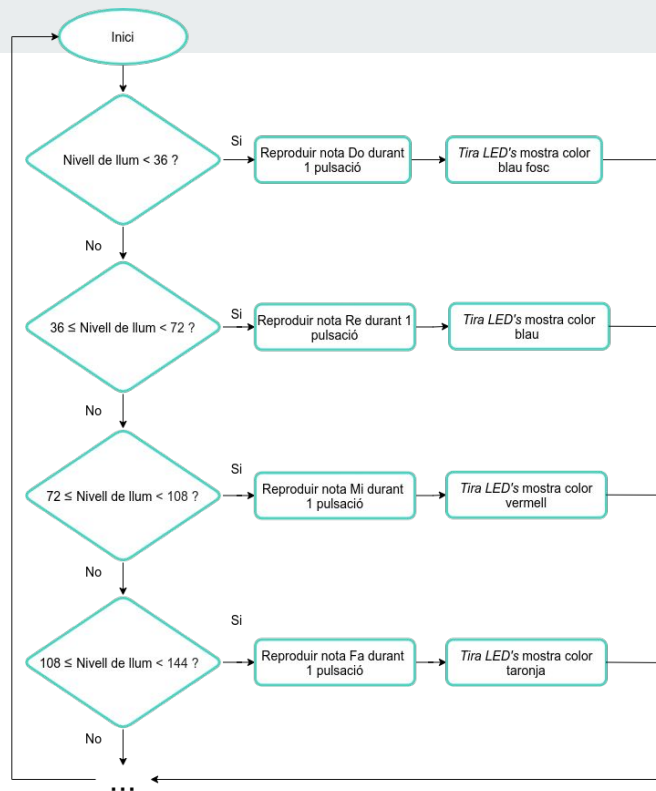 Inici
Nivell de llum < 36 ?
Si
Reproduir nota Do durant
1 pulsació
Tira LED's mostra color
blau fosc
No
36 ≤ Nivell de llum < 72 ?
Si
Reproduir nota Re durant 1
pulsació
Tira LED's mostra color
blau
No
72 ≤ Nivell de llum < 108 ?
Si
Reproduir nota Mi durant
1 pulsació
Tira LED's mostra color
vermell
No
108 ≤ Nivell de llum < 144 ?
Si
Reproduir nota Fa durant
1 pulsació
Tira LED's mostra color
taronja
No
...